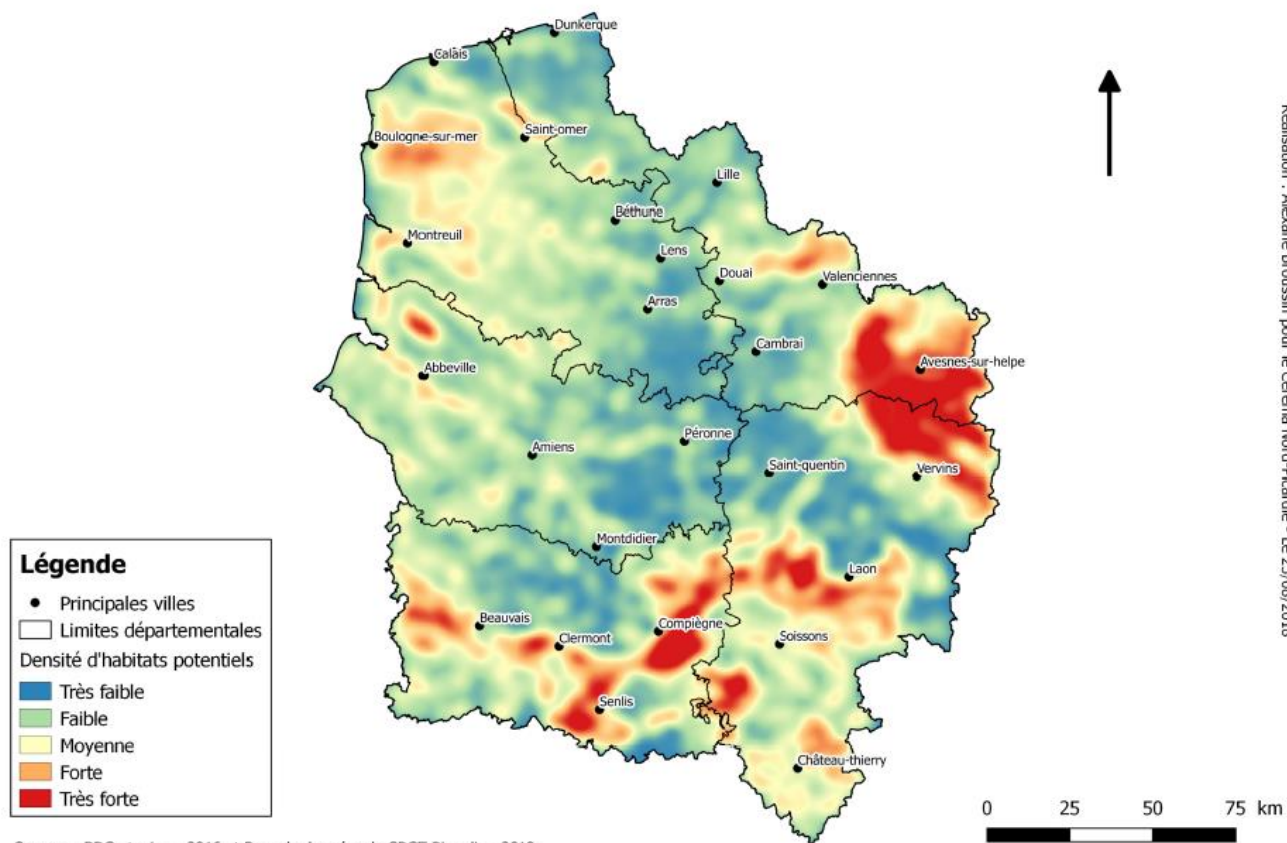 Dunkerque
Calais
Boulogne-sur-mer
Saint-omer
Lille
Béthune
Montreuil
Lens
Douai
Valenciennes
Arras
Cambrai
Avesnes-sur-helpe
Abbeville
Péronne
Amiens
Saint-quentin
Vervins
Montdidier
Laon
Beauvais
Compiègne
Clermont
Soissons
Senlis
Château-thierry
Légende
Principales villes
Limites départementales
Densité d'habitats potentiels
Très faible
Faible
Moyenne
Forte
Très forte
0 25 50 75 km